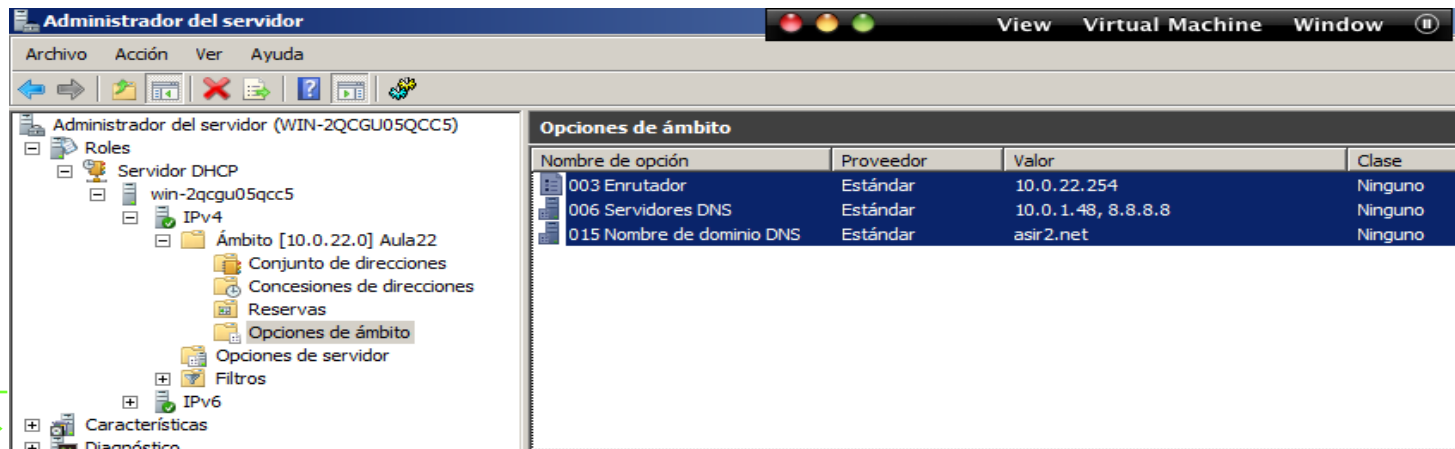 Administrador del servidor
View Virtual Machine Window
Archivo Acción Ver Ayuda
Administrador del servidor (WIN-2QCGU05QCC5)
Roles
Servidor DHCP
win-2qcgu05qcc5
IPv4
Ámbito [10.0.22.0] Aula22
Conjunto de direcciones
Concesiones de direcciones
Reservas
Opciones de ámbito
Opciones de servidor
Filtros
IPv6
Características
Diagnóstico
Opciones de ámbito
Nombre de opción Proveedor Valor Clase
003 Enrutador Estándar 10.0.22.254 Ninguno
006 Servidores DNS Estándar 10.0.1.48, 8.8.8.8 Ninguno
015 Nombre de dominio DNS Estándar asir2.net Ninguno